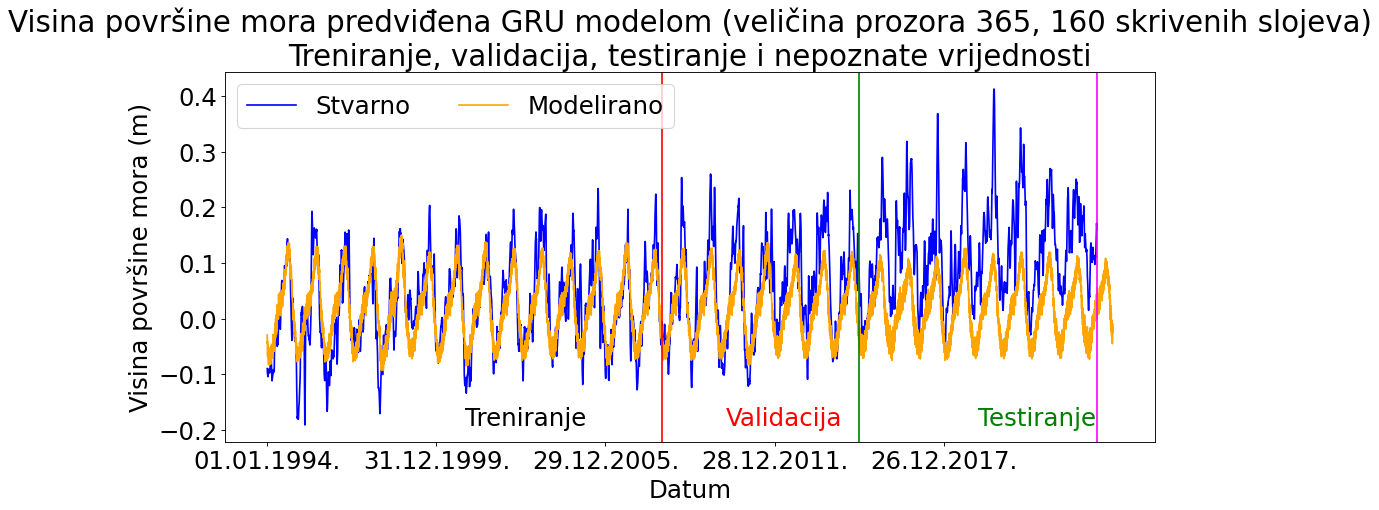 Visina površine mora predviđena GRU modelom (veličina prozora 365, 160 skrivenih slojeva)
Treniranje, validacija, testiranje i nepoznate vrijednosti
Stvarno Modelirano
Visina površine mora (m)
0.4
0.3
0.2
0.1
0.0
−0.1
−0.2
Treniranje Validacija Testiranje
01.01.1994. 31.12.1999. 29.12.2005. 28.12.2011. 26.12.2017.
Datum